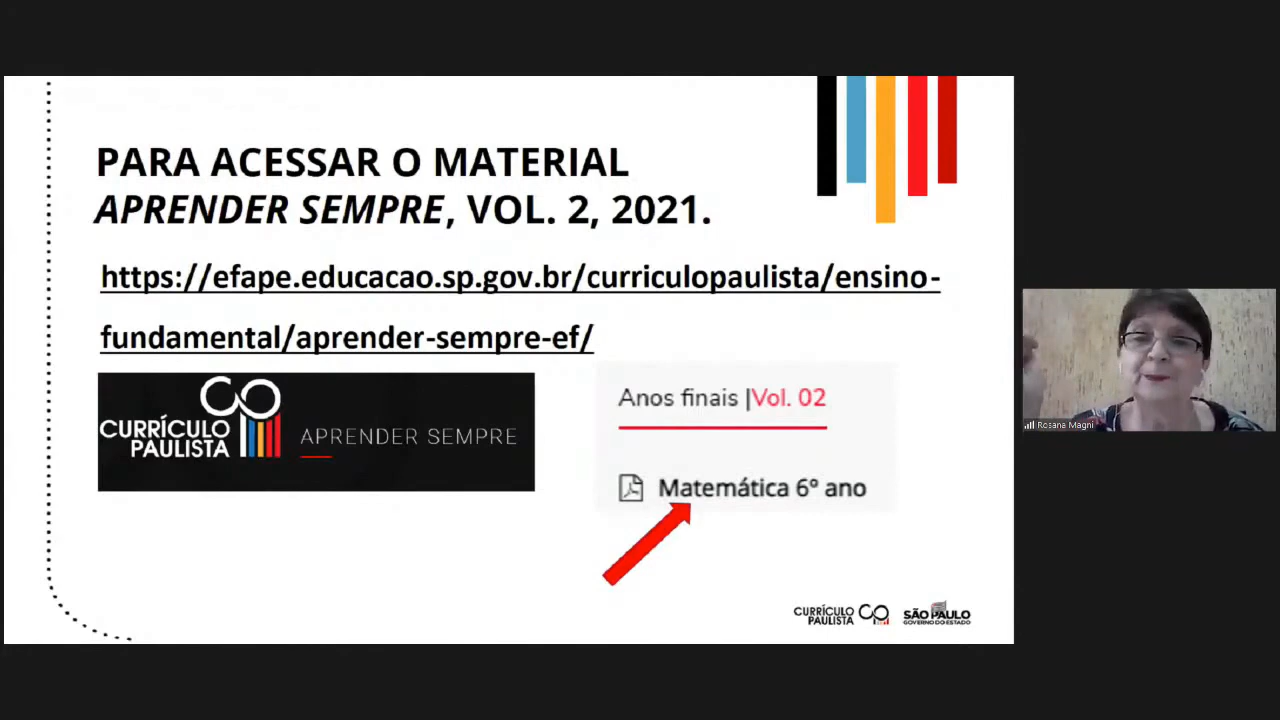 PARA ACESSAR O MATERIAL
APRENDER SEMPRE, VOL. 2, 2021.
https://efape.educacao.sp.gov.br/curriculopaulista/ensino-
fundamental/aprender-sempre-ef/
CURRÍCULO
PAULISTA
APRENDER SEMPRE
Anos finais |Vol. 02
Matemática 6º ano
CURRÍCULO
PAULISTA
SÃO PAULO
GOVERNO DO ESTADO
Rosana Magni